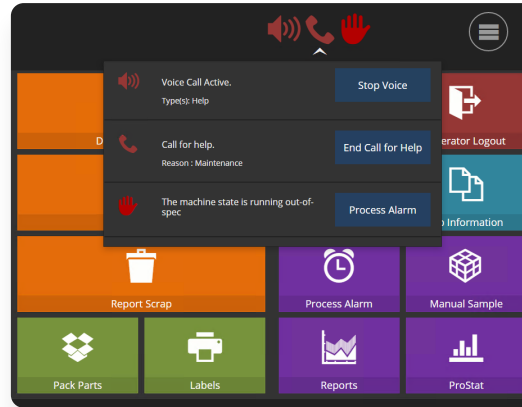 Voice Call Active.
Type(s): Help
Stop Voice
Call for help.
Reason : Maintenance
End Call for Help
The machine state is running out-of-
spec
Process Alarm
D
erator Logout
Information
Report Scrap
Process Alarm
Manual Sample
Pack Parts
Labels
Reports
ProStat